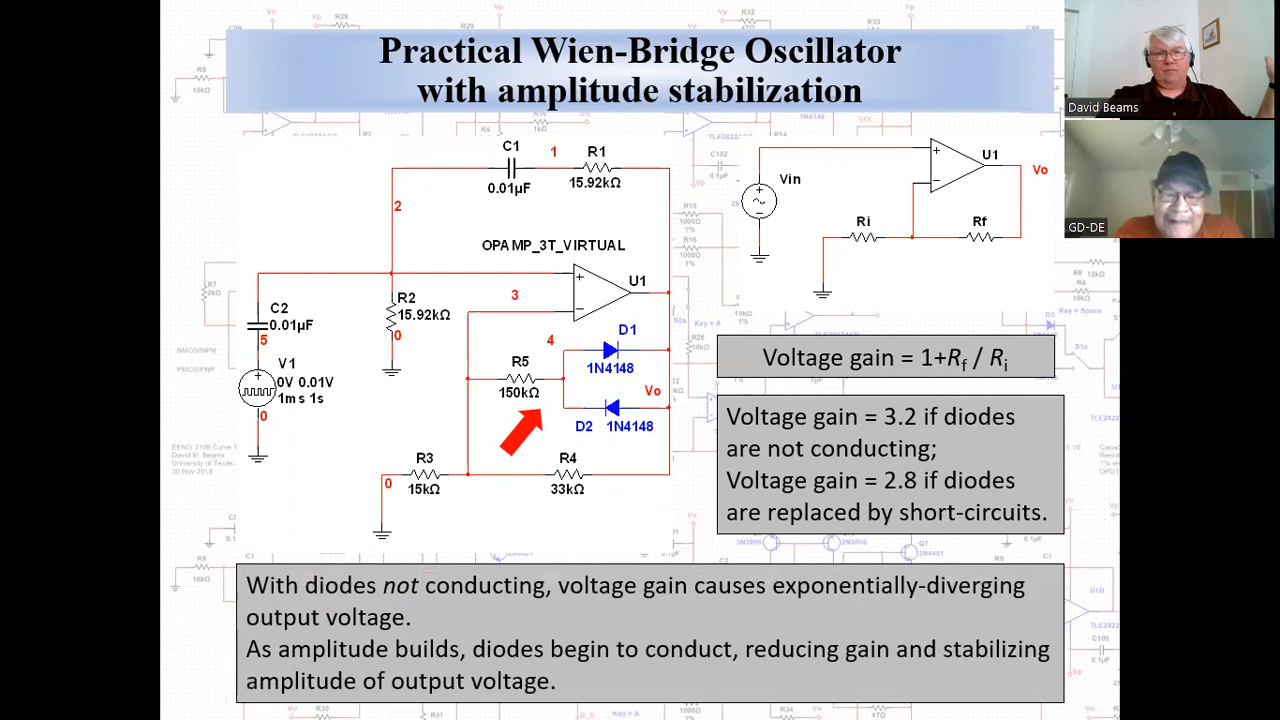 Practical Wien-Bridge Oscillator
with amplitude stabilization
David Beams
GD-DE
C1
1
R1
0.01µF
15.92kΩ
2
OPAMP_3T_VIRTUAL
U1
3
R2
15.92kΩ
0
C2
0.01µF
5
V1
0V 0.01V
1ms 1s
0
4
D1
1N4148
R5
150kΩ
Vo
D2
1N4148
R3
15kΩ
0
R4
33kΩ
Vin
U1
Vo
Ri
Rf
Voltage gain = 1+Rf / Ri
Voltage gain = 3.2 if diodes
are not conducting;
Voltage gain = 2.8 if diodes
are replaced by short-circuits.
With diodes not conducting, voltage gain causes exponentially-diverging
output voltage.
As amplitude builds, diodes begin to conduct, reducing gain and stabilizing
amplitude of output voltage.